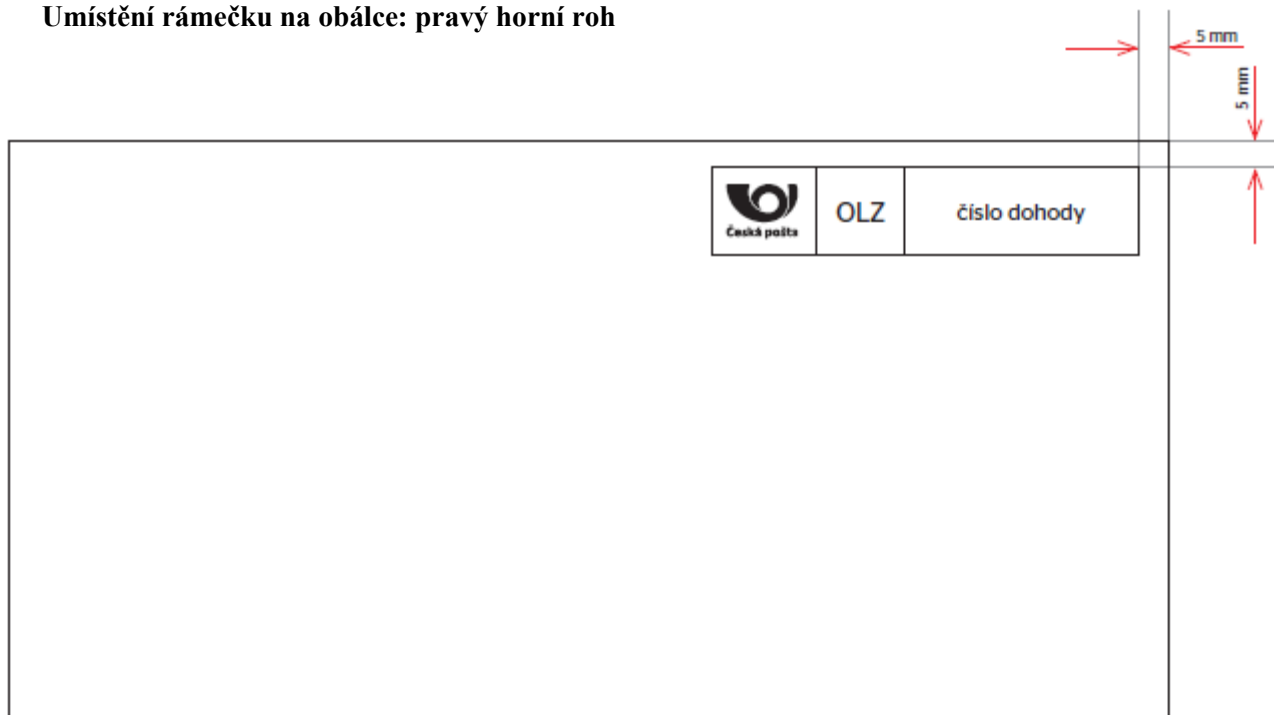 Umístění rámečku na obálce: pravý horní roh
5 mm
5 mm
Česká pošta
OLZ
číslo dohody